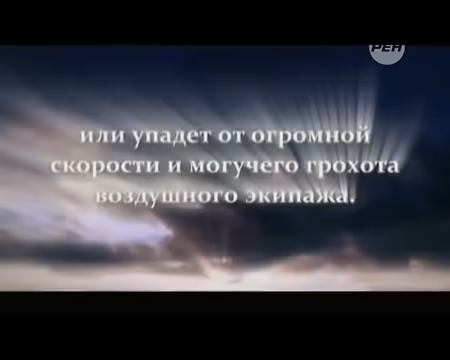 РЕН
или упадет от огромной
скорости и могучего грохота
воздушного экипажа.